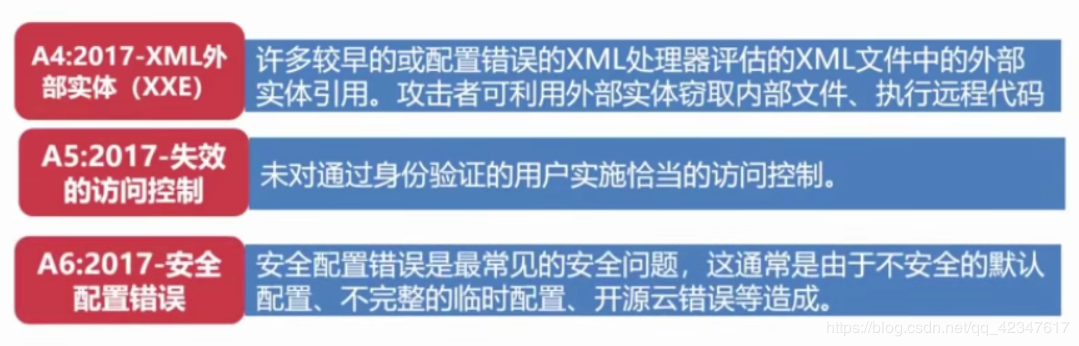 A4:2017-XML外
部实体（XXE）
许多较早的或配置错误的XML处理器评估的XML文件中的外部
实体引用。攻击者可利用外部实体窃取内部文件、执行远程代码
A5:2017-失效
的访问控制
未对通过身份验证的用户实施恰当的访问控制。
A6:2017-安全
配置错误
安全配置错误是最常见的安全问题，这通常是由于不安全的默认
配置、不完整的临时配置、开源云错误等造成。
https://blog.csdn.net/qq_42347617